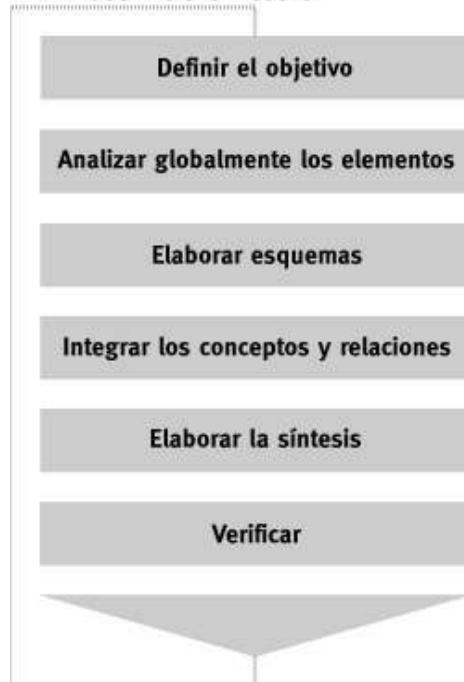 Definir el objetivo
Analizar globalmente los elementos
Elaborar esquemas
Integrar los conceptos y relaciones
Elaborar la síntesis
Verificar